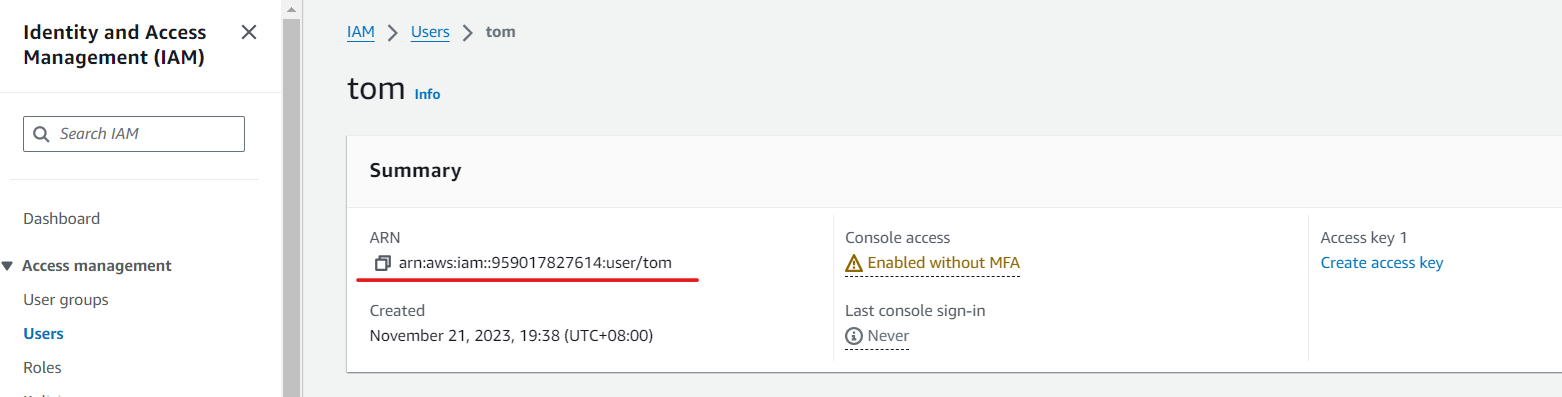 Identity and Access
Management (IAM)
Search IAM
Dashboard
Access management
User groups
Users
Roles
IAM > Users > tom
tom Info
Summary
ARN
arn:aws:iam::959017827614:user/tom
Created
November 21, 2023, 19:38 (UTC+08:00)
Console access
Enabled without MFA
Last console sign-in
Never
Access key 1
Create access key